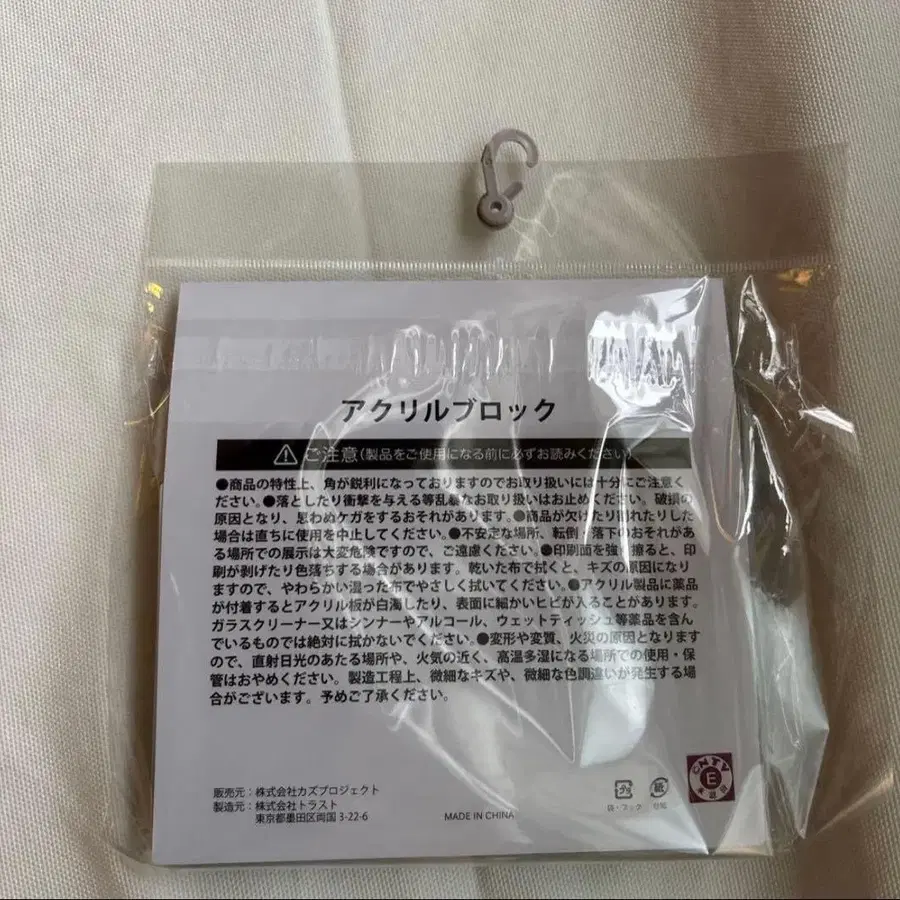 アクリルブロック
ご注意(製品をご使用になる前に必ずお読みください)
●商品の特性上、角が鋭利になっておりますのでお取り扱いには十分にご注意く
ださい。●落としたり衝撃を与える等乱暴なお取り扱いはお止めください。破損の
原因となり、思わぬケガをするおそれがあります。●商品が欠けたり割れたりした
場合は直ちに使用を中止してください。●不安定な場所、転倒・落下のおそれがあ
る場所での展示は大変危険ですので、ご遠慮ください。●印刷面を強く擦ると、印
刷が剥げたり色落ちする場合があります。乾いた布で拭くと、キズの原因になり
ますので、やわらかい湿った布でやさしく拭いてください。●アクリル製品に薬品
が付着するとアクリル板が白濁したり、表面に細かいヒビが入ることがあります。
ガラスクリーナー又はシンナーやアルコール、ウェットティッシュ等薬品を含ん
でいるものでは絶対に拭かないでください。●変形や変質、火災の原因となります
ので、直射日光のあたる場所や、火気の近く、高温多湿になる場所での使用・保
管はおやめください。製造工程上、微細なキズや、微細な色調違いが発生する場
合がございます。予めご了承ください。
販売元：株式会社カズプロジェクト
製造元：株式会社トラスト
東京都墨田区両国 3-22-6
MADE IN CHINA
プラ
袋・フック
紙
台紙
E